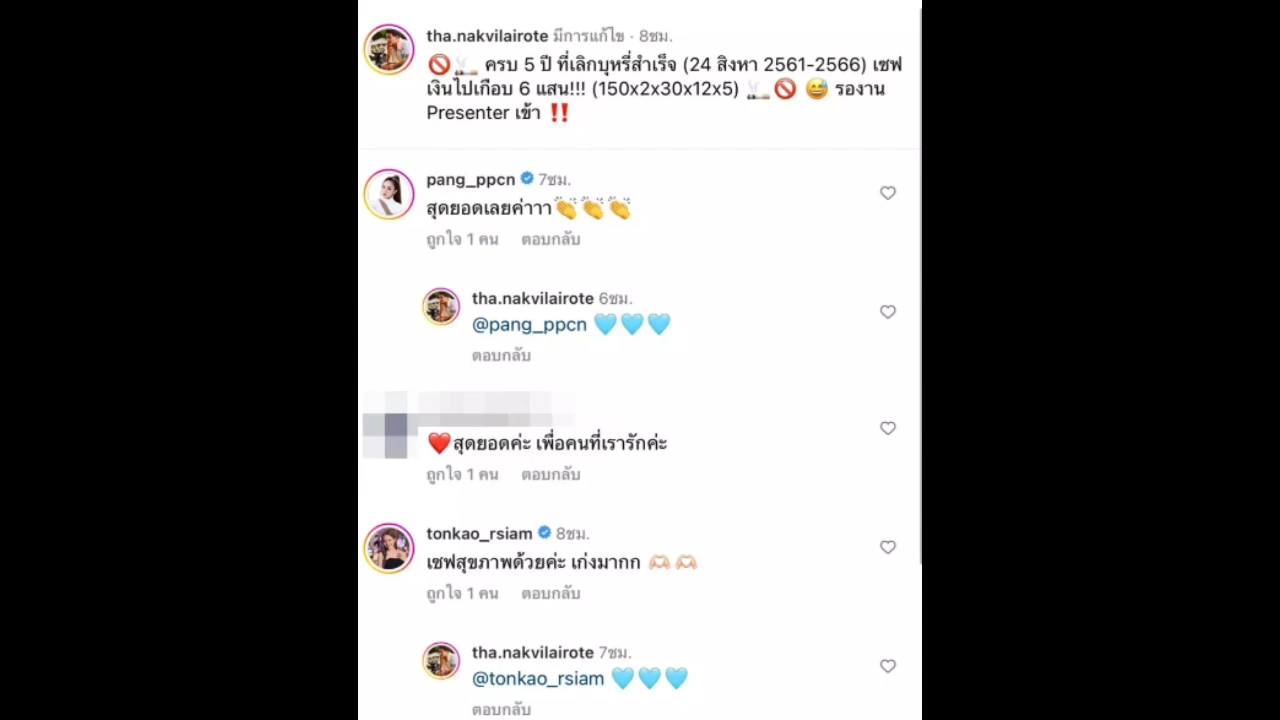 tha.nakvilairote มีการแก้ไข · 8ชม.
🚫🚬 ครบ 5 ปี ที่เลิกบุหรี่สำเร็จ (24 สิงหา 2561-2566) เซฟ
เงินไปเกือบ 6 แสน!!! (150x2x30x12x5) 🚬🚫 😅 รองาน
Presenter เข้า ‼️
pang_ppcn 7ชม.
สุดยอดเลยค่าาา👏👏👏
ถูกใจ 1 คน ตอบกลับ
tha.nakvilairote 6ชม.
@pang_ppcn 🩵🩵🩵
ตอบกลับ
❤️สุดยอดค่ะ เพื่อคนที่เรารักค่ะ
ถูกใจ 1 คน ตอบกลับ
tonkao_rsiam 8ชม.
เซฟสุขภาพด้วยค่ะ เก่งมากก 🫶🏻🫶🏻
ถูกใจ 1 คน ตอบกลับ
tha.nakvilairote 7ชม.
@tonkao_rsiam 🩵🩵🩵
ตอบกลับ